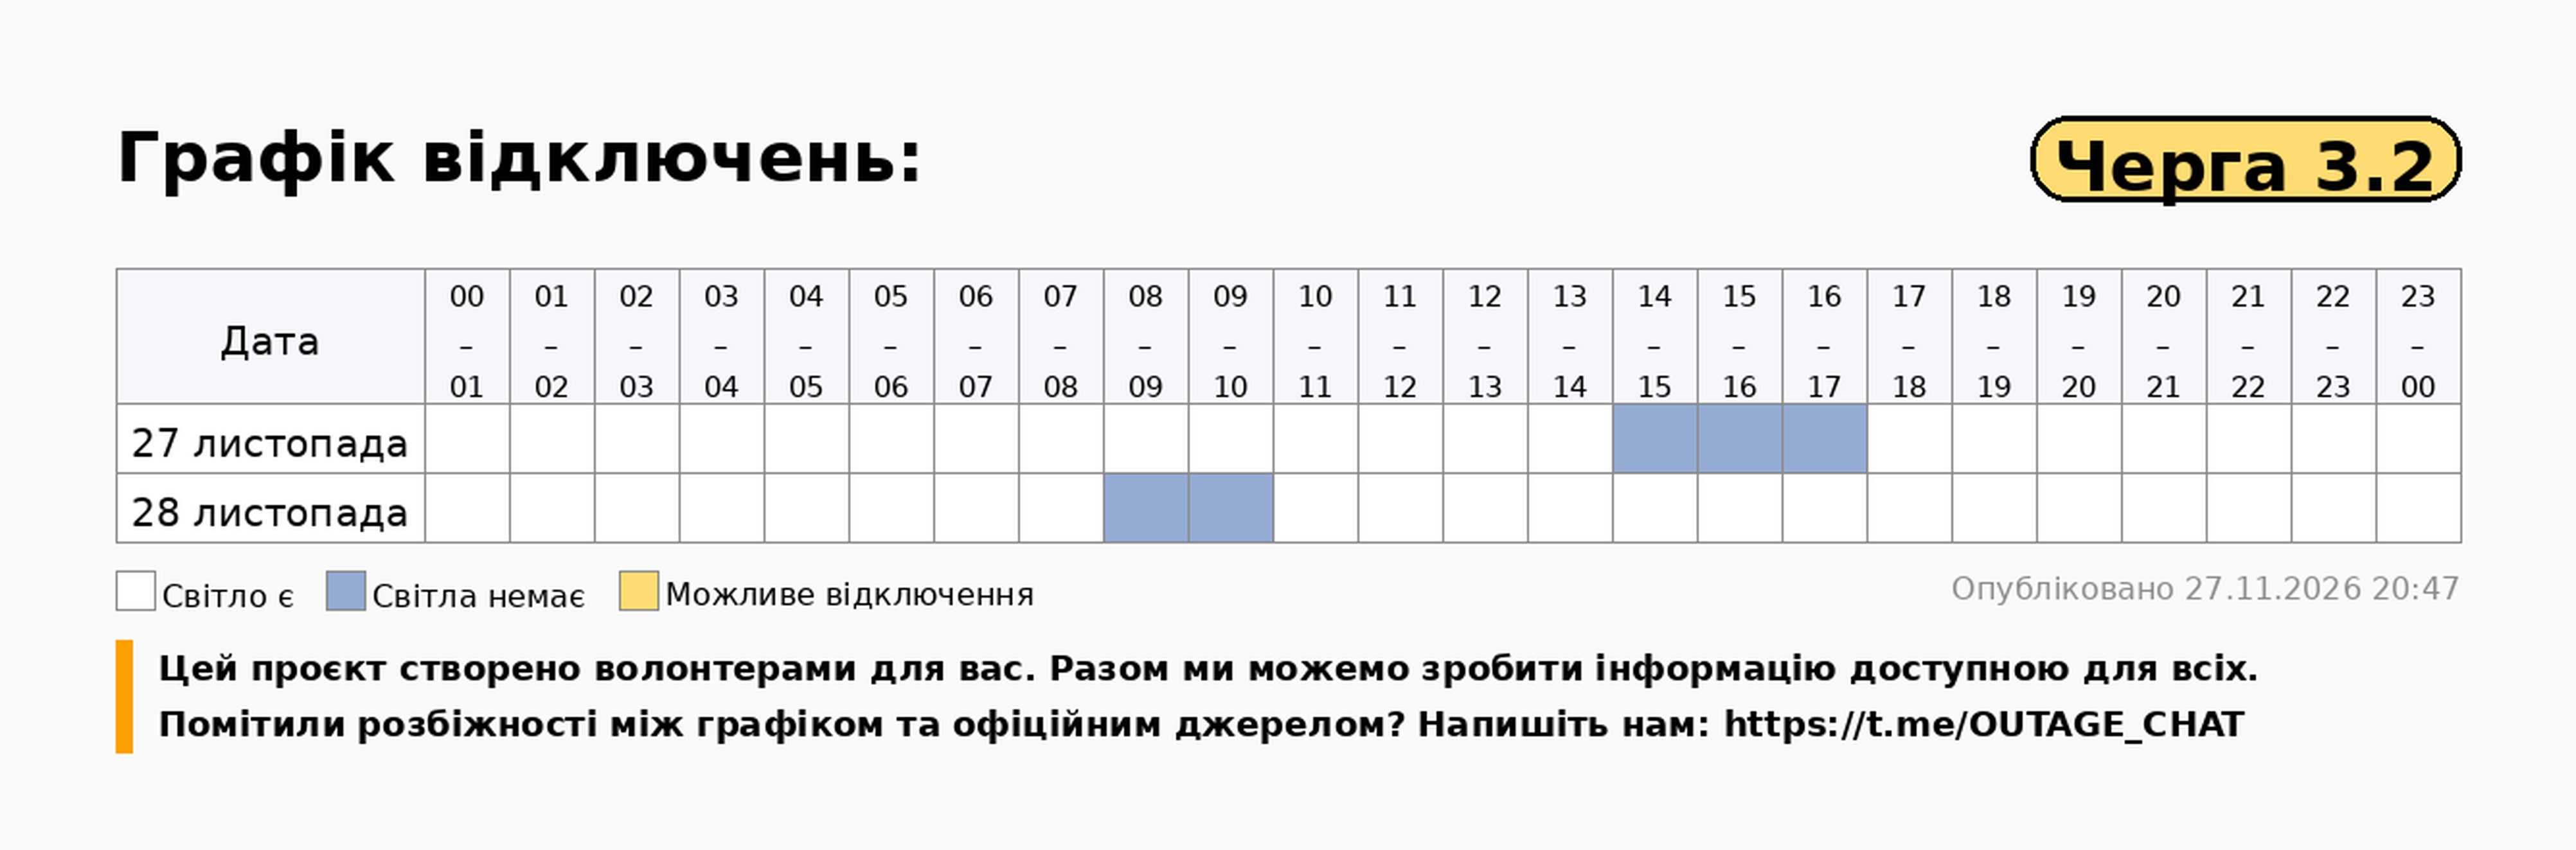 Графік відключень:
Черга 3.2
Дата 00 – 01 01 – 02 02 – 03 03 – 04 04 – 05 05 – 06 06 – 07 07 – 08 08 – 09 09 – 10 10 – 11 11 – 12 12 – 13 13 – 14 14 – 15 15 – 16 16 – 17 17 – 18 18 – 19 19 – 20 20 – 21 21 – 22 22 – 23 23 – 00
27 листопада
28 листопада
Світло є Світла немає Можливе відключення
Опубліковано 27.11.2026 20:47
Цей проєкт створено волонтерами для вас. Разом ми можемо зробити інформацію доступною для всіх.
Помітили розбіжності між графіком та офіційним джерелом? Напишіть нам: https://t.me/OUTAGE_CHAT